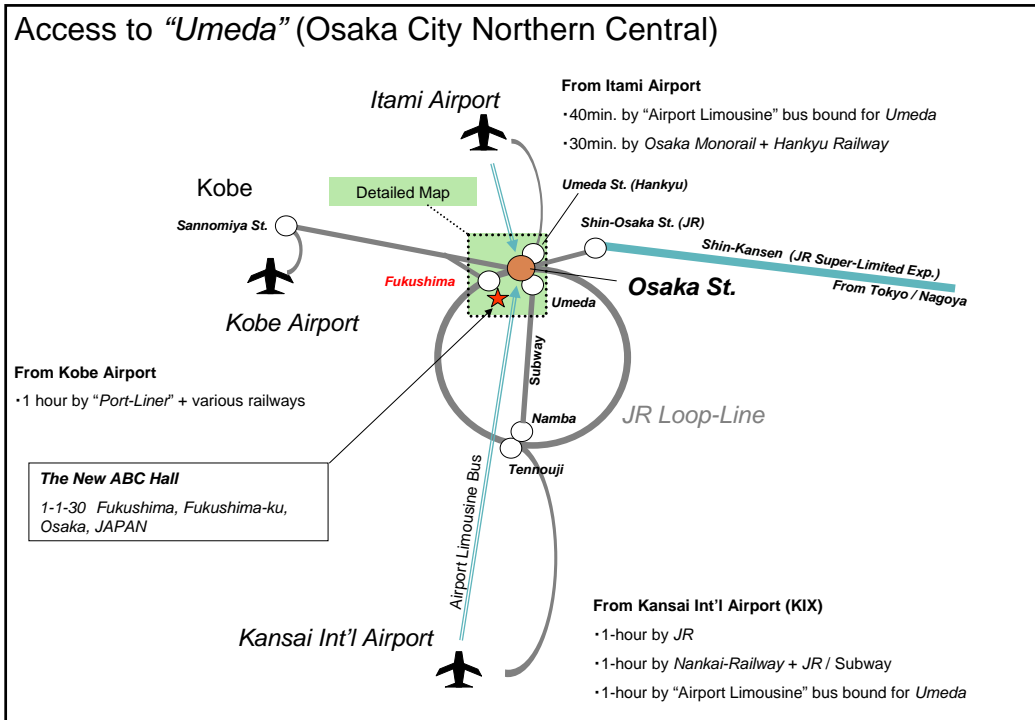 Access to “Umeda” (Osaka City Northern Central)
Itami Airport
From Itami Airport
・40min. by “Airport Limousine” bus bound for Umeda
・30min. by Osaka Monorail + Hankyu Railway
Kobe
Detailed Map
Umeda St. (Hankyu)
Sannomiya St.
Shin-Osaka St. (JR)
Shin-Kansen (JR Super-Limited Exp.)
From Tokyo / Nagoya
Fukushima
Osaka St.
Umeda
Kobe Airport
Subway
From Kobe Airport
・1 hour by “Port-Liner” + various railways
Namba
JR Loop-Line
Tennouji
The New ABC Hall
1-1-30 Fukushima, Fukushima-ku,
Osaka, JAPAN
Airport Limousine Bus
Kansai Int’l Airport
From Kansai Int’l Airport (KIX)
・1-hour by JR
・1-hour by Nankai-Railway + JR / Subway
・1-hour by “Airport Limousine” bus bound for Umeda